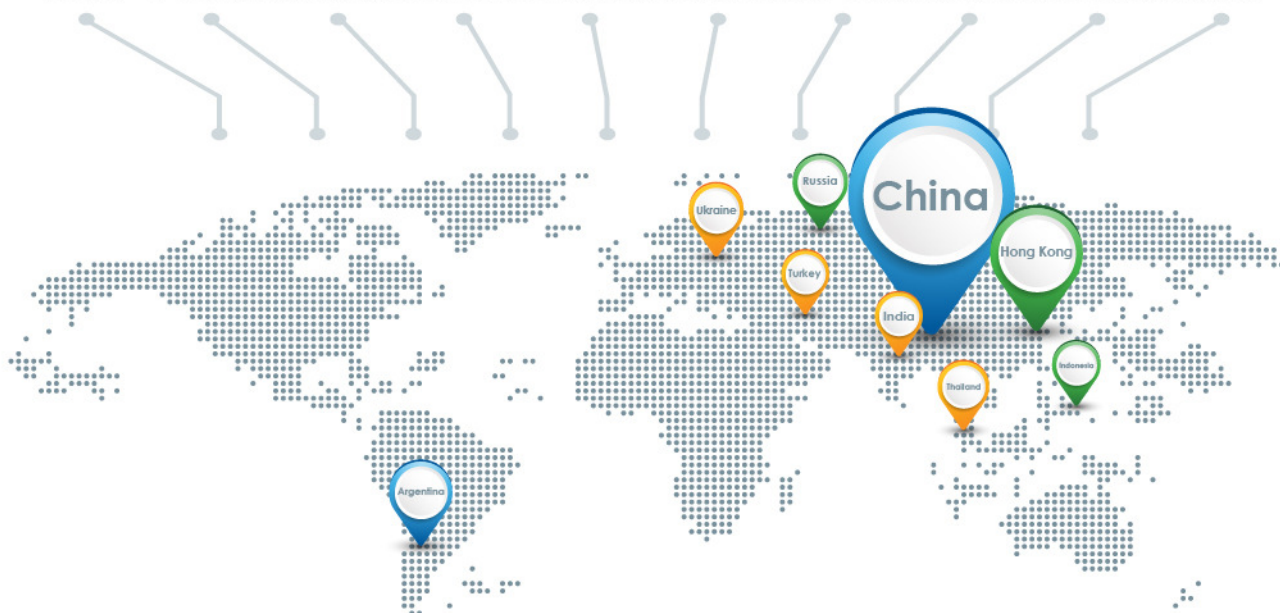 Russia
China
Ukraine
Hong Kong
Turkey
India
Indonesia
Thailand
Argentina